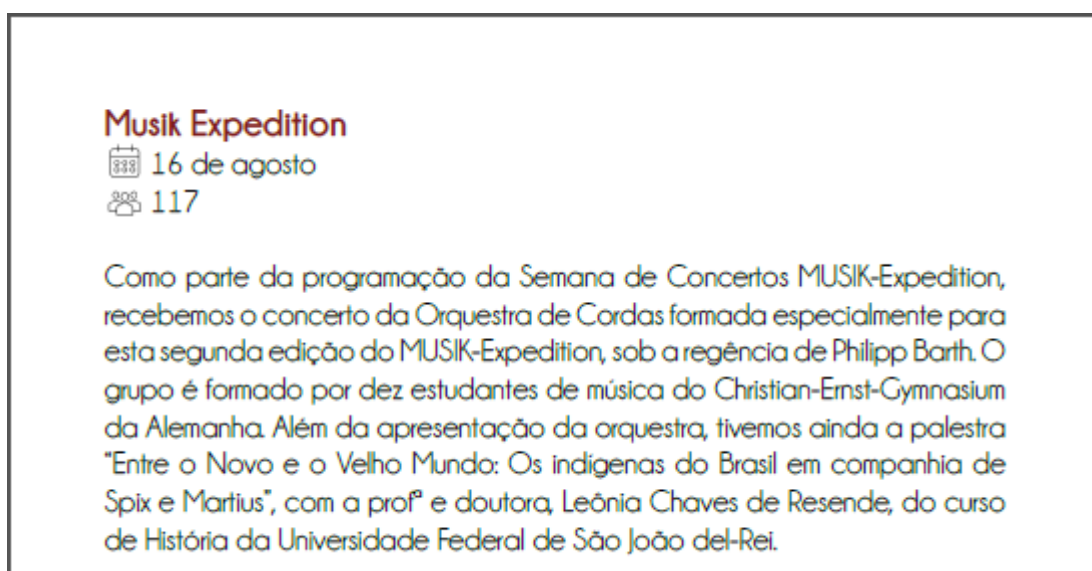 Musik Expedition
16 de agosto
117
Como parte da programação da Semana de Concertos MUSIK-Expedition,
recebemos o concerto da Orquestra de Cordas formada especialmente para
esta segunda edição do MUSIK-Expedition, sob a regência de Philipp Barth. O
grupo é formado por dez estudantes de música do Christian-Ernst-Gymnasium
da Alemanha. Além da apresentação da orquestra, tivemos ainda a palestra
"Entre o Novo e o Velho Mundo: Os indígenas do Brasil em companhia de
Spix e Martius", com a profª e doutora, Leônia Chaves de Resende, do curso
de História da Universidade Federal de São João del-Rei.